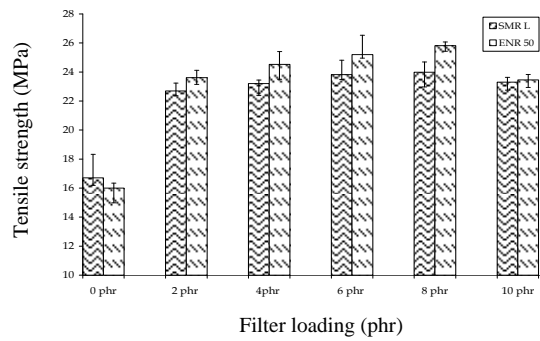 SMR L
ENR 50
Tensile strength (MPa)
28
26
24
22
20
18
16
14
12
10
0 phr 2 phr 4phr 6 phr 8 phr 10 phr
Filter loading (phr)